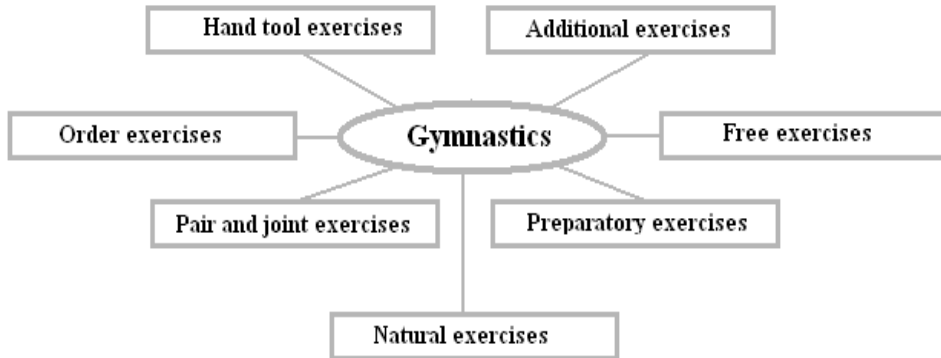 Hand tool exercises
Additional exercises
Order exercises
Gymnastics
Free exercises
Pair and joint exercises
Preparatory exercises
Natural exercises